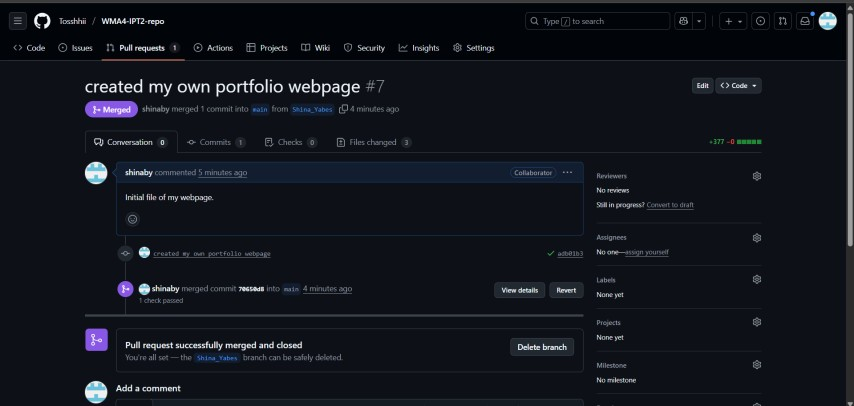 Tosshhii / WMA4-IPT2-repo
Type / to search
Code Issues Pull requests 1 Actions Projects Wiki Security Insights Settings
created my own portfolio webpage #7
Edit
Code
Merged shinaby merged 1 commit into main from Shina_Yabes 4 minutes ago
Conversation 0 Commits 1 Checks 0 Files changed 3
+377 −0
shinaby commented 5 minutes ago
Collaborator
Initial file of my webpage.
created my own portfolio webpage
adb01b3
shinaby merged commit 70650d8 into main 4 minutes ago
1 check passed
View details
Revert
Pull request successfully merged and closed
You're all set — the Shina_Yabes branch can be safely deleted.
Delete branch
Add a comment
Reviewers
No reviews
Still in progress? Convert to draft
Assignees
No one—assign yourself
Labels
None yet
Projects
None yet
Milestone
No milestone